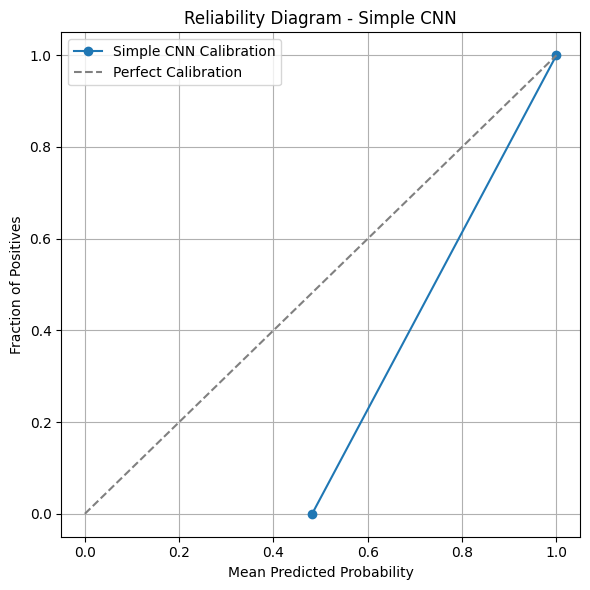 Reliability Diagram - Simple CNN
Simple CNN Calibration
Perfect Calibration
1.0
0.8
0.6
0.4
0.2
0.0
Fraction of Positives
0.0 0.2 0.4 0.6 0.8 1.0
Mean Predicted Probability